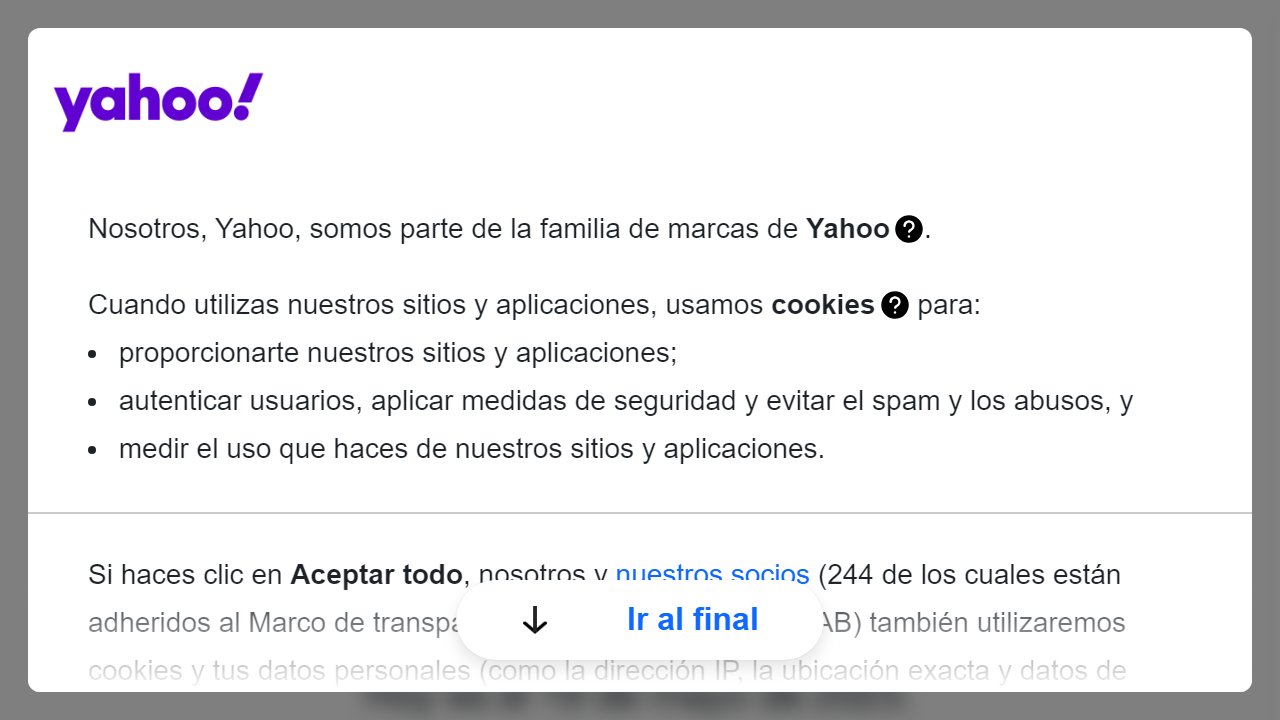 yahoo!
Nosotros, Yahoo, somos parte de la familia de marcas de Yahoo ?.
Cuando utilizas nuestros sitios y aplicaciones, usamos cookies ? para:
• proporcionarte nuestros sitios y aplicaciones;
• autenticar usuarios, aplicar medidas de seguridad y evitar el spam y los abusos, y
• medir el uso que haces de nuestros sitios y aplicaciones.
Si haces clic en Aceptar todo, nosotros y nuestros socios (244 de los cuales están
adheridos al Marco de AB) también utilizaremos
Ir al final
cookies y tus datos personales (como la dirección IP, la ubicación exacta y datos de